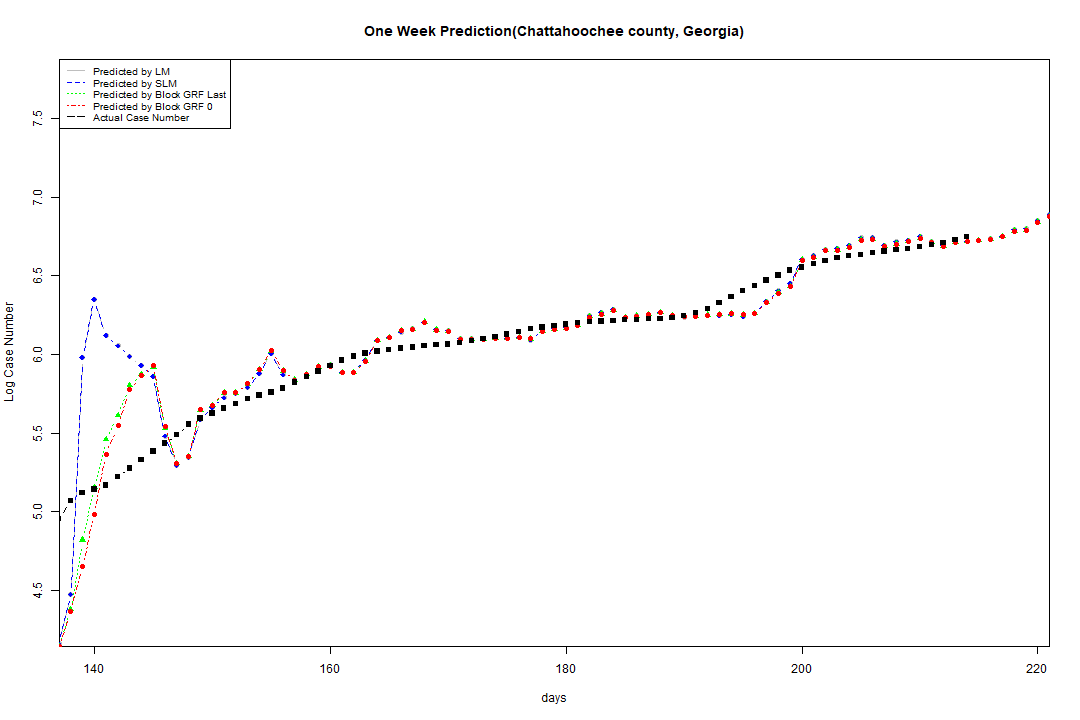 One Week Prediction(Chattahoochee county, Georgia)
Predicted by LM
Predicted by SLM
Predicted by Block GRF Last
Predicted by Block GRF 0
Actual Case Number
7.5
7.0
6.5
6.0
5.5
5.0
4.5
Log Case Number
140
160
180
200
220
days